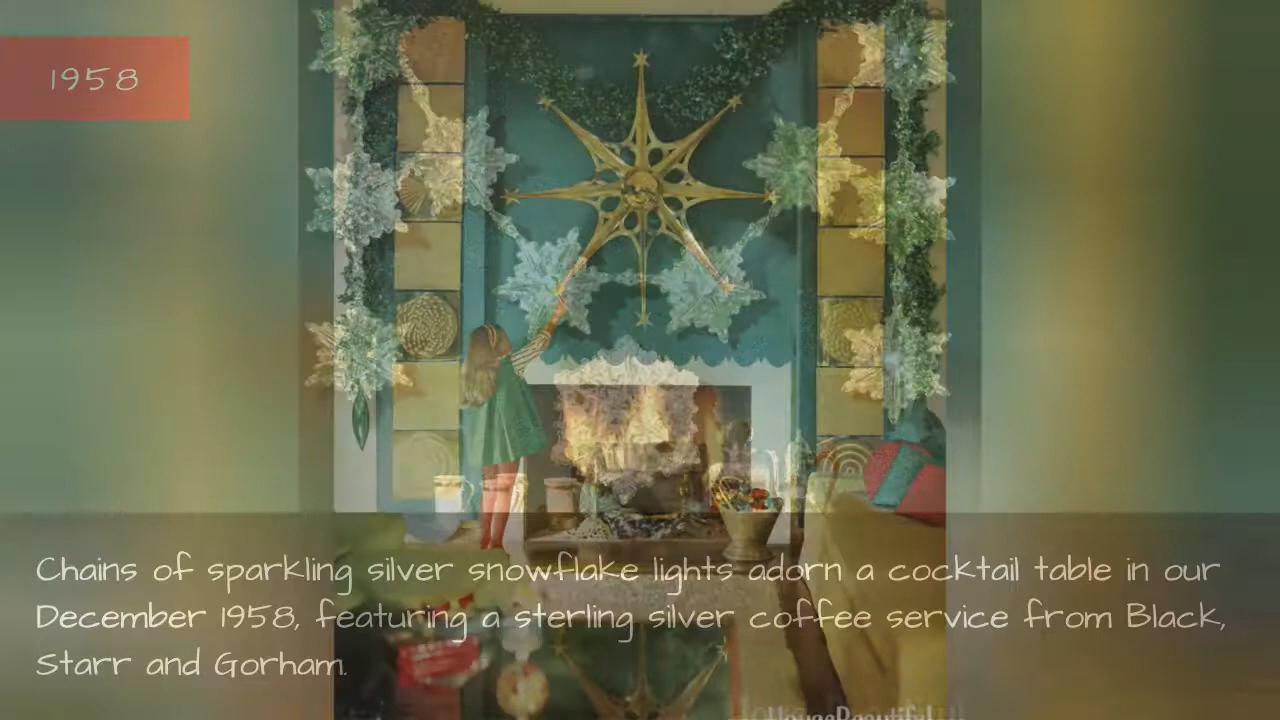 1958
Chains of sparkling silver snowflake lights adorn a cocktail table in our
December 1958, featuring a sterling silver coffee service from Black,
Starr and Gorham.
HouseBeautiful